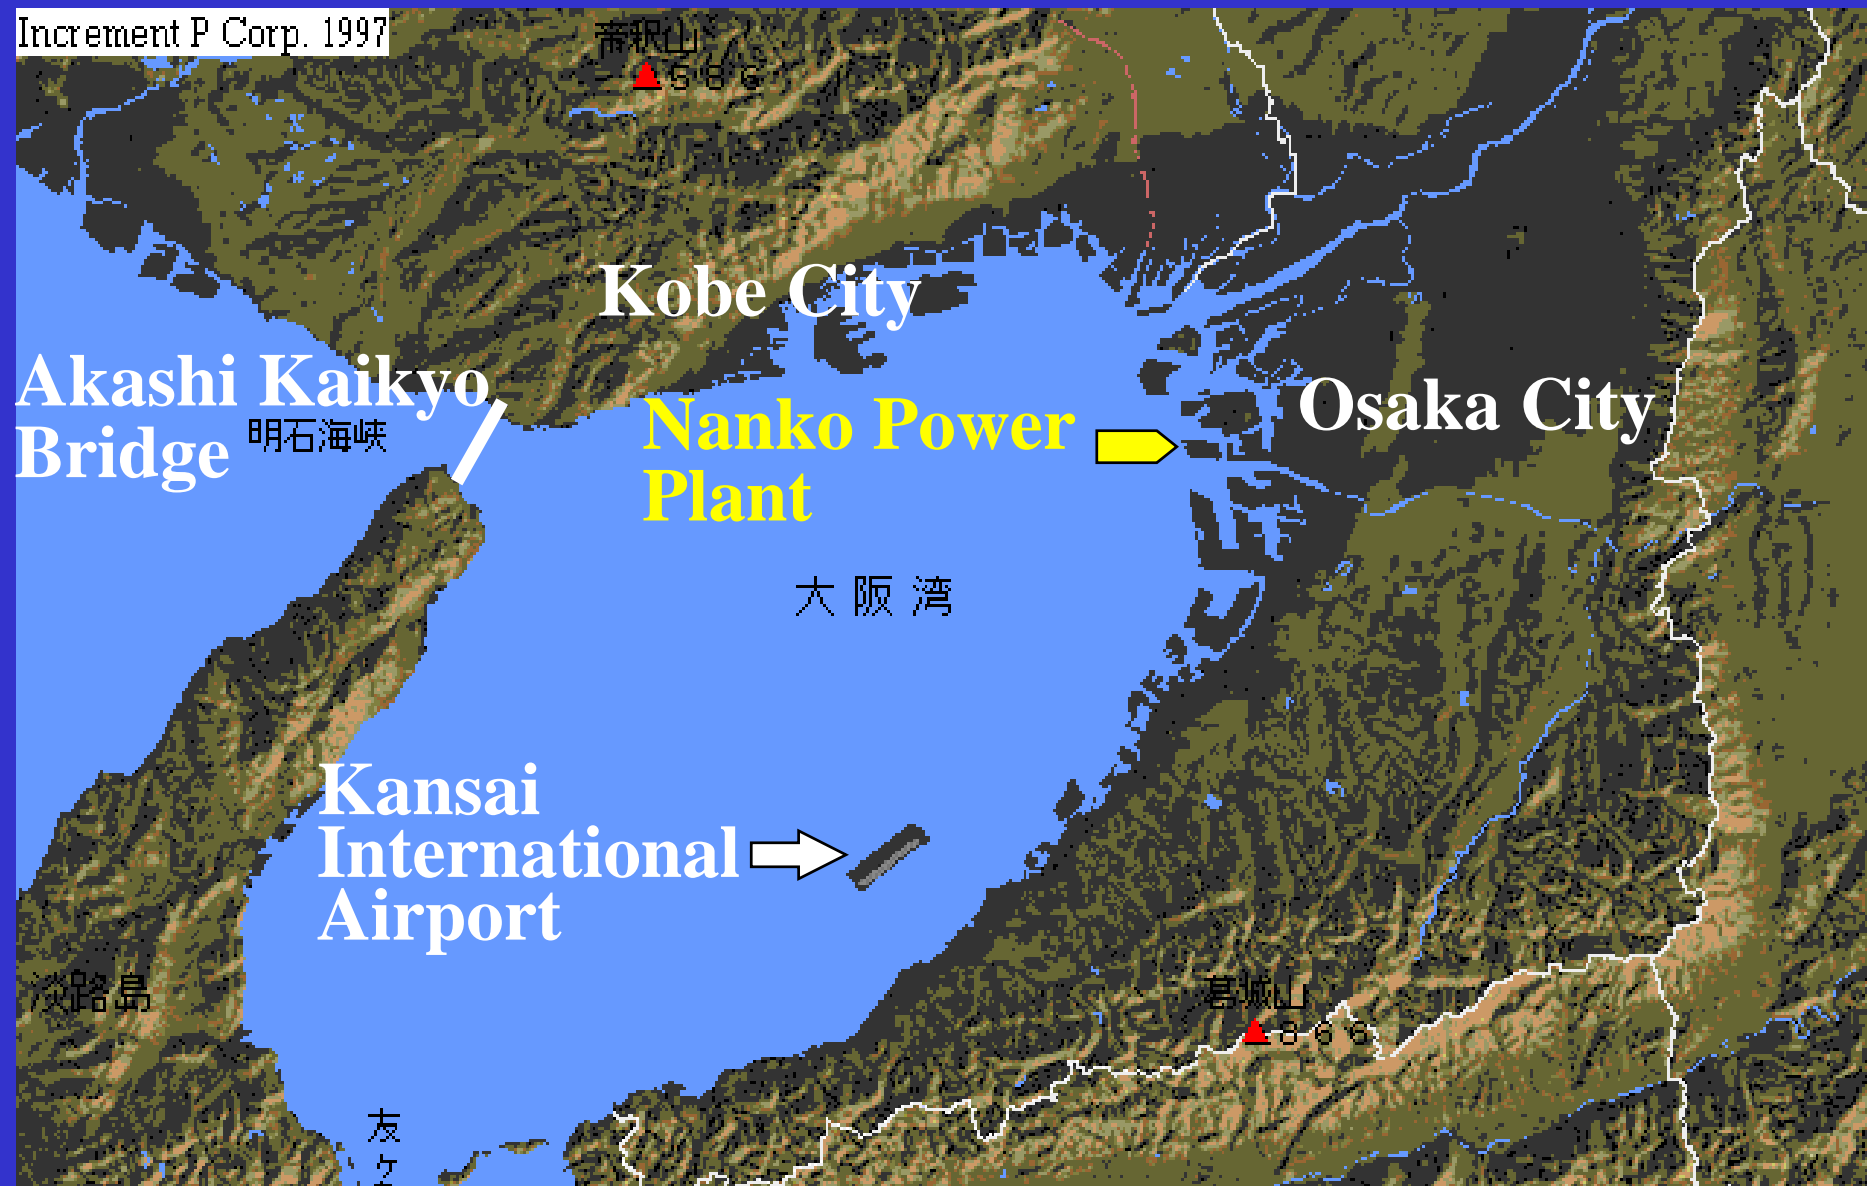 Increment P Corp. 1997
帝釈山
586
Kobe City
Akashi Kaikyo
Bridge
明石海峡
Nanko Power
Plant
Osaka City
大阪湾
Kansai
International
Airport
淡路島
葛城山
866
友
ケ